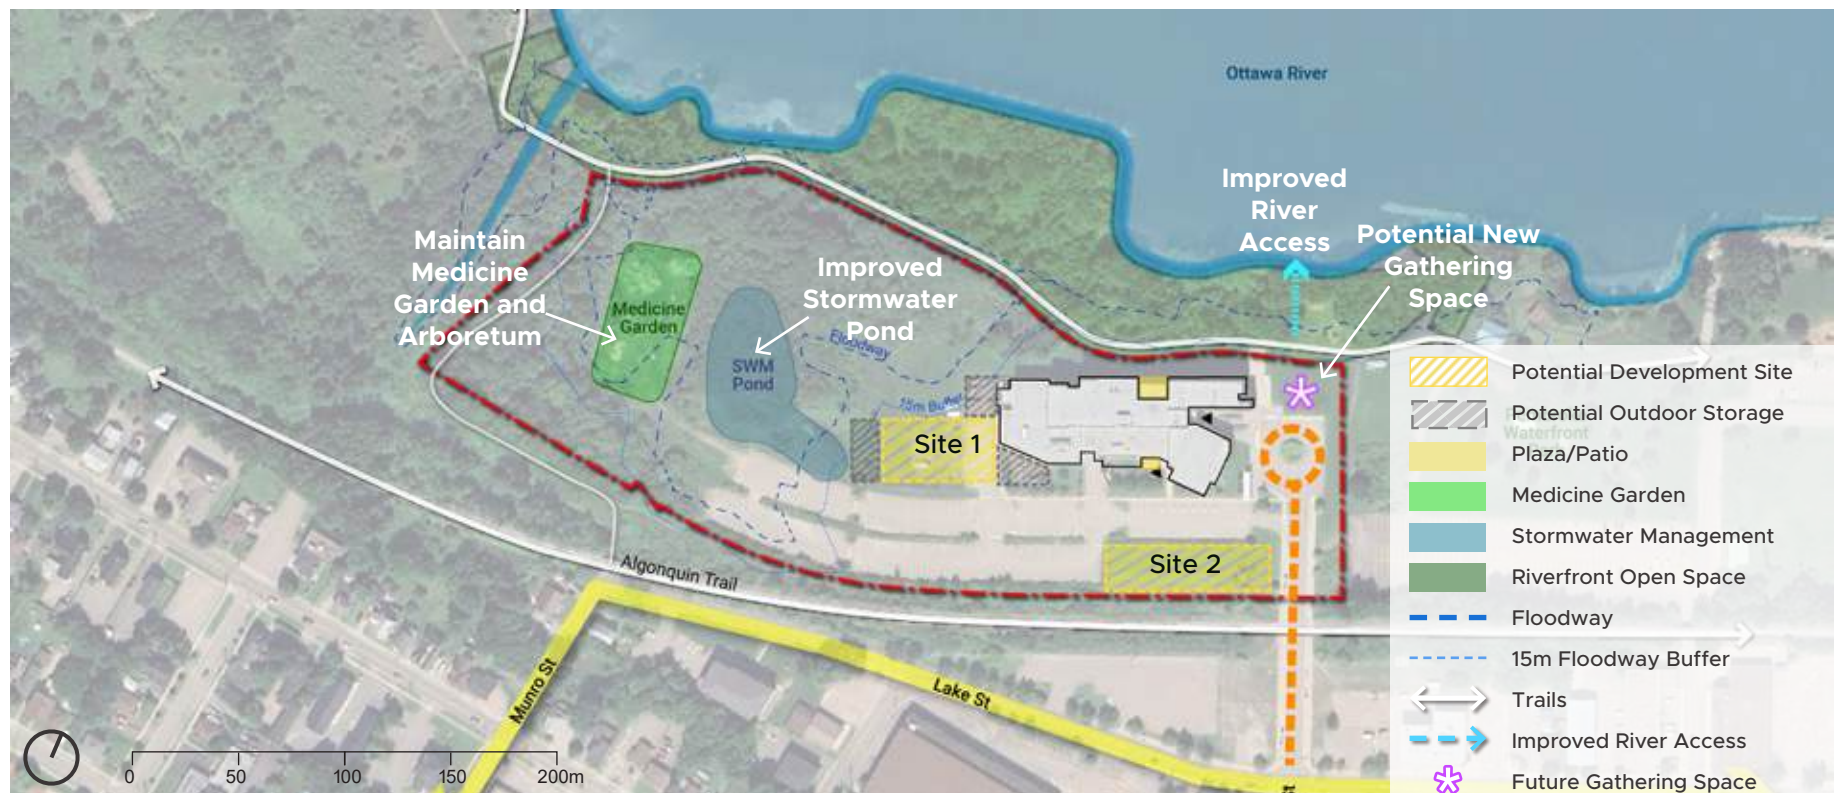 Ottawa River
Improved
River
Access
Potential New
Gathering
Space
Maintain
Medicine
Garden and
Arboretum
Improved
Stormwater
Pond
Medicine
Garden
SWM
Pond
Floodway
15m Buffer
Site 1
Site 2
Algonquin Trail
Munro St
Lake St
0 50 100 150 200m
Potential Development Site
Potential Outdoor Storage
Waterfront
Plaza/Patio
Medicine Garden
Stormwater Management
Riverfront Open Space
Floodway
15m Floodway Buffer
Trails
Improved River Access
Future Gathering Space